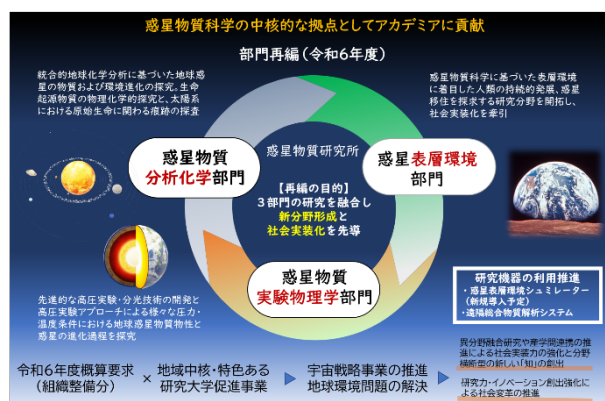 惑星物質科学の中核的な拠点としてアカデミアに貢献
部門再編（令和6年度）
統合的地球化学分析に基づいた地球惑
星の物質および環境進化の探究。生命
起源物質の物理化学的探究と、太陽系
における原始生命に関わる痕跡の探査
惑星物質科学に基づいた表層環境
に着目した人類の持続的発展、惑星
移住を探求する研究分野を開拓し、
社会実装化を牽引
惑星物質研究所
惑星物質
分析化学部門
惑星表層環境
部門
【再編の目的】
３部門の研究を融合し
新分野形成と
社会実装化を先導
惑星物質
実験物理学部門
先進的な高圧実験・分光技術の開発と
高圧実験アプローチによる様々な圧力・
温度条件における地球惑星物質物性と
惑星の進化過程を探究
研究機器の利用推進
・惑星表層環境シュミレーター
（新規導入予定）
・遠隔総合物質解析システム
令和6年度概算要求
（組織整備分）
×
地域中核・特色ある
研究大学促進事業
宇宙戦略事業の推進
地球環境問題の解決
異分野融合研究や産学間連携の推
進による社会実装力の強化と分野
横断型の新しい「知」の創出
研究力・イノベーション創出強化に
よる社会変革の推進